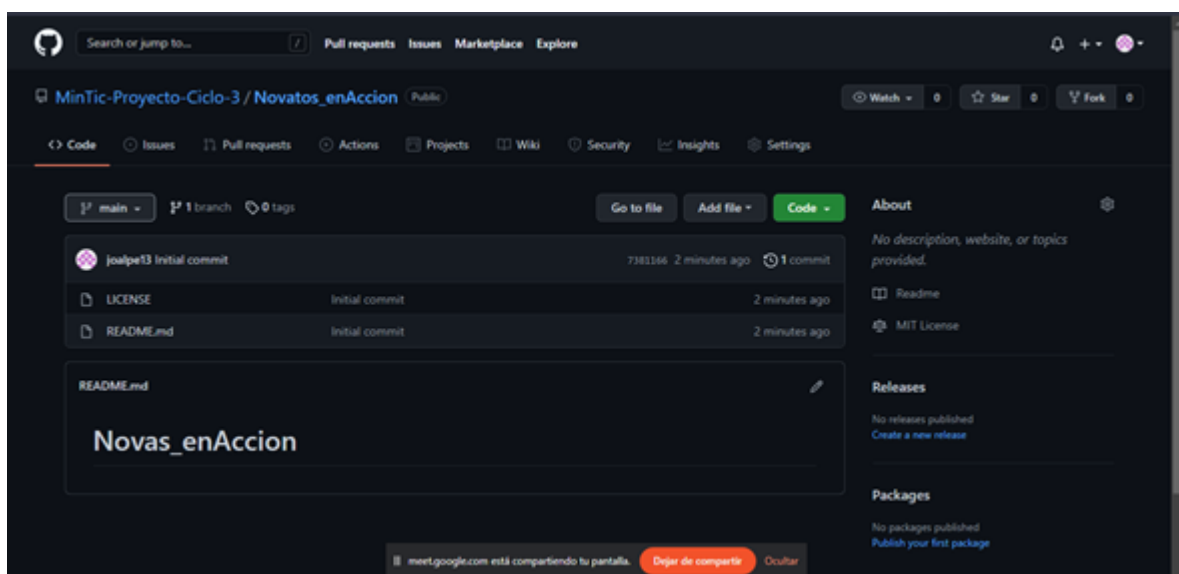 Search or jump to... / Pull requests Issues Marketplace Explore
MinTic-Proyecto-Ciclo-3 / Novatos_enAccion Public Watch 0 Star 0 Fork 0
<> Code Issues Pull requests Actions Projects Wiki Security Insights Settings
main 1 branch 0 tags Go to file Add file Code
joalpe13 Initial commit 7381166 2 minutes ago 1 commit
LICENSE Initial commit 2 minutes ago
README.md Initial commit 2 minutes ago
README.md
Novas_enAccion
About
No description, website, or topics
provided.
Readme
MIT License
Releases
No releases published
Create a new release
Packages
No packages published
Publish your first package
meet.google.com está compartiendo tu pantalla. Dejar de compartir Ocultar